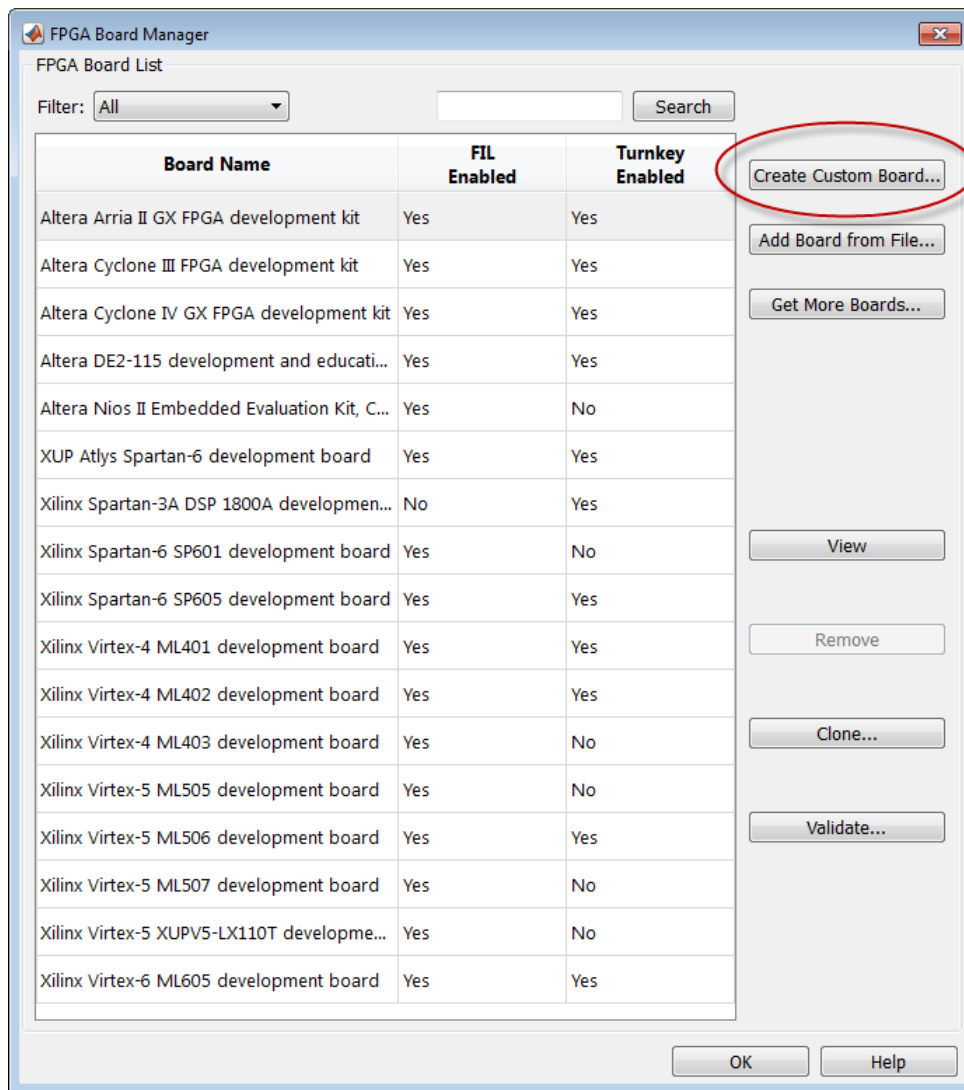 FPGA Board Manager
FPGA Board List
Filter: All Search
Board Name FIL Enabled Turnkey Enabled
Create Custom Board...
Altera Arria II GX FPGA development kit Yes Yes
Add Board from File...
Altera Cyclone III FPGA development kit Yes Yes
Get More Boards...
Altera Cyclone IV GX FPGA development kit Yes Yes
Altera DE2-115 development and educati... Yes Yes
Altera Nios II Embedded Evaluation Kit, C... Yes No
XUP Atlys Spartan-6 development board Yes Yes
Xilinx Spartan-3A DSP 1800A developmen... No Yes
Xilinx Spartan-6 SP601 development board Yes No
View
Xilinx Spartan-6 SP605 development board Yes Yes
Xilinx Virtex-4 ML401 development board Yes Yes
Remove
Xilinx Virtex-4 ML402 development board Yes Yes
Xilinx Virtex-4 ML403 development board Yes No
Clone...
Xilinx Virtex-5 ML505 development board Yes No
Xilinx Virtex-5 ML506 development board Yes Yes
Validate...
Xilinx Virtex-5 ML507 development board Yes No
Xilinx Virtex-5 XUPV5-LX110T developme... Yes No
Xilinx Virtex-6 ML605 development board Yes Yes
OK Help